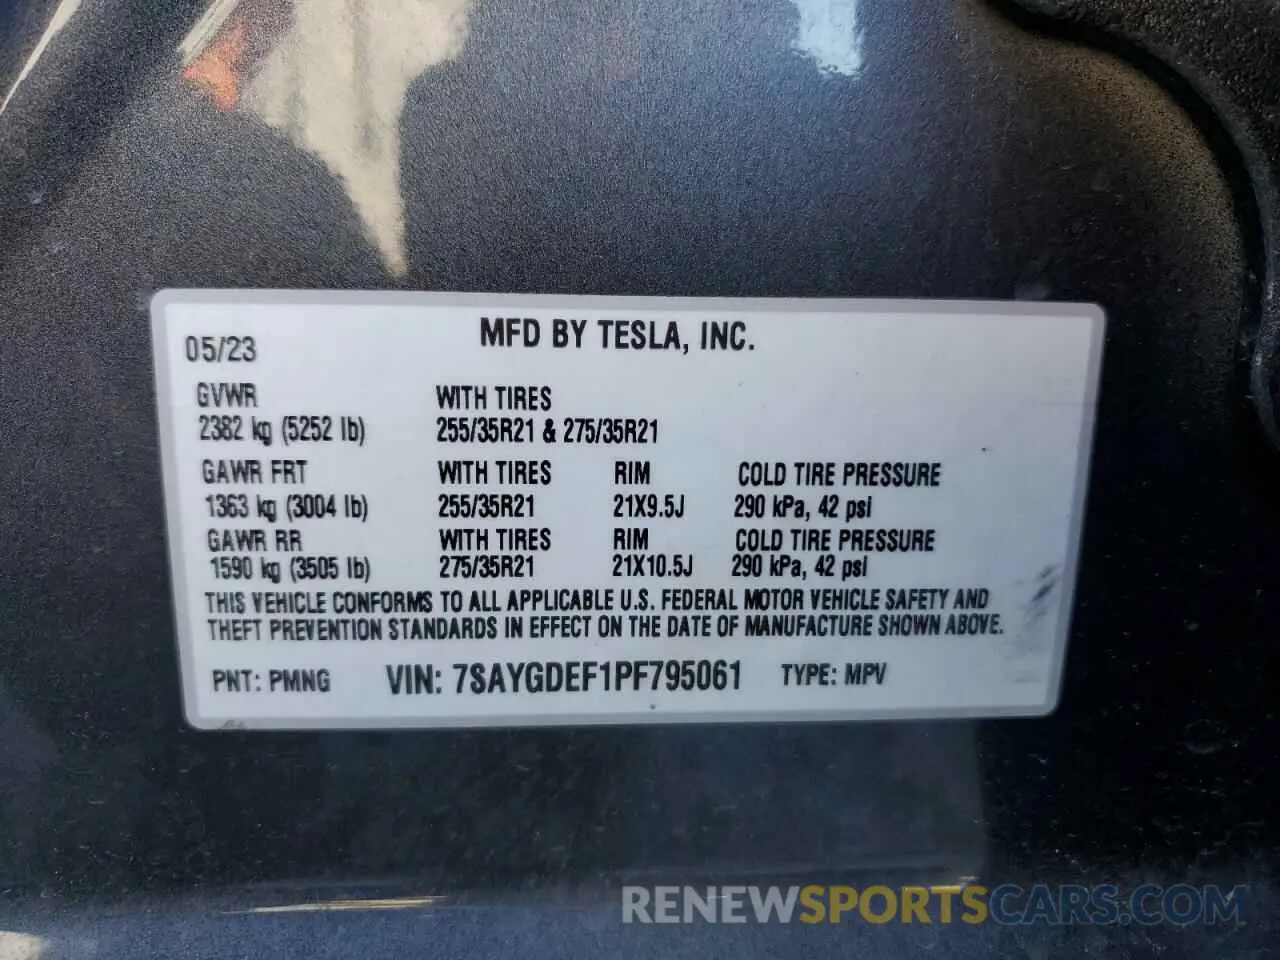 MFD BY TESLA, INC.
05/23
GVWR WITH TIRES
2382 kg (5252 lb) 255/35R21 & 275/35R21
GAWR FRT WITH TIRES RIM COLD TIRE PRESSURE
1363 kg (3004 lb) 255/35R21 21X9.5J 290 kPa, 42 psi
GAWR RR WITH TIRES RIM COLD TIRE PRESSURE
1590 kg (3505 lb) 275/35R21 21X10.5J 290 kPa, 42 psi
THIS VEHICLE CONFORMS TO ALL APPLICABLE U.S. FEDERAL MOTOR VEHICLE SAFETY AND
THEFT PREVENTION STANDARDS IN EFFECT ON THE DATE OF MANUFACTURE SHOWN ABOVE.
PNT: PMNG VIN: 7SAYGDEF1PF795061 TYPE: MPV
RENEWSPORTSCARS.COM